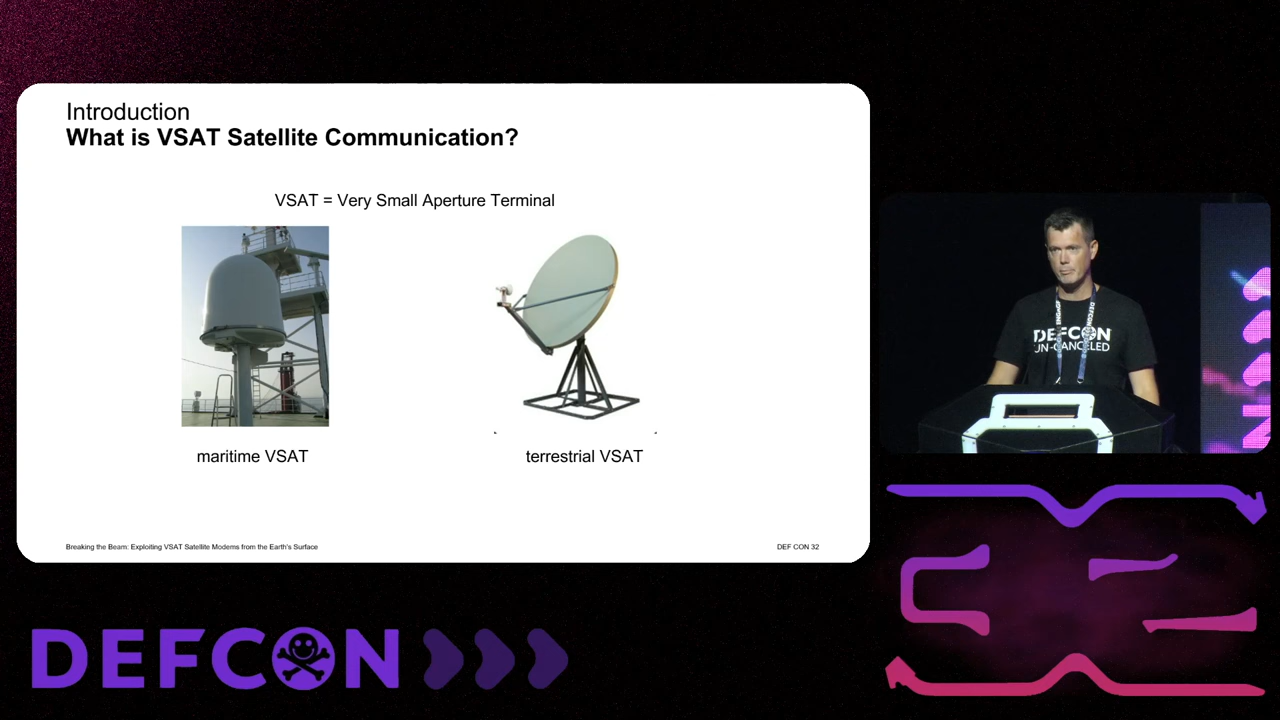 Introduction
What is VSAT Satellite Communication?
VSAT = Very Small Aperture Terminal
maritime VSAT
terrestrial VSAT
Breaking the Beam: Exploiting VSAT Satellite Modems from the Earth's Surface
DEF CON 32
DEFCON
UN-CANCELED
DEFCON